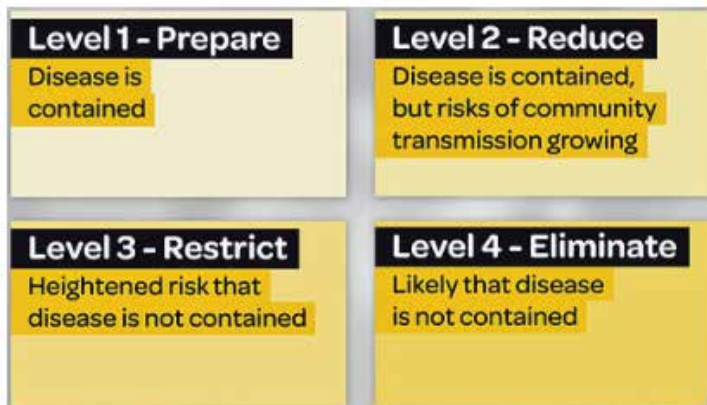 Level 1 - Prepare
Disease is
contained
Level 2 - Reduce
Disease is contained,
but risks of community
transmission growing
Level 3 - Restrict
Heightened risk that
disease is not contained
Level 4 - Eliminate
Likely that disease
is not contained